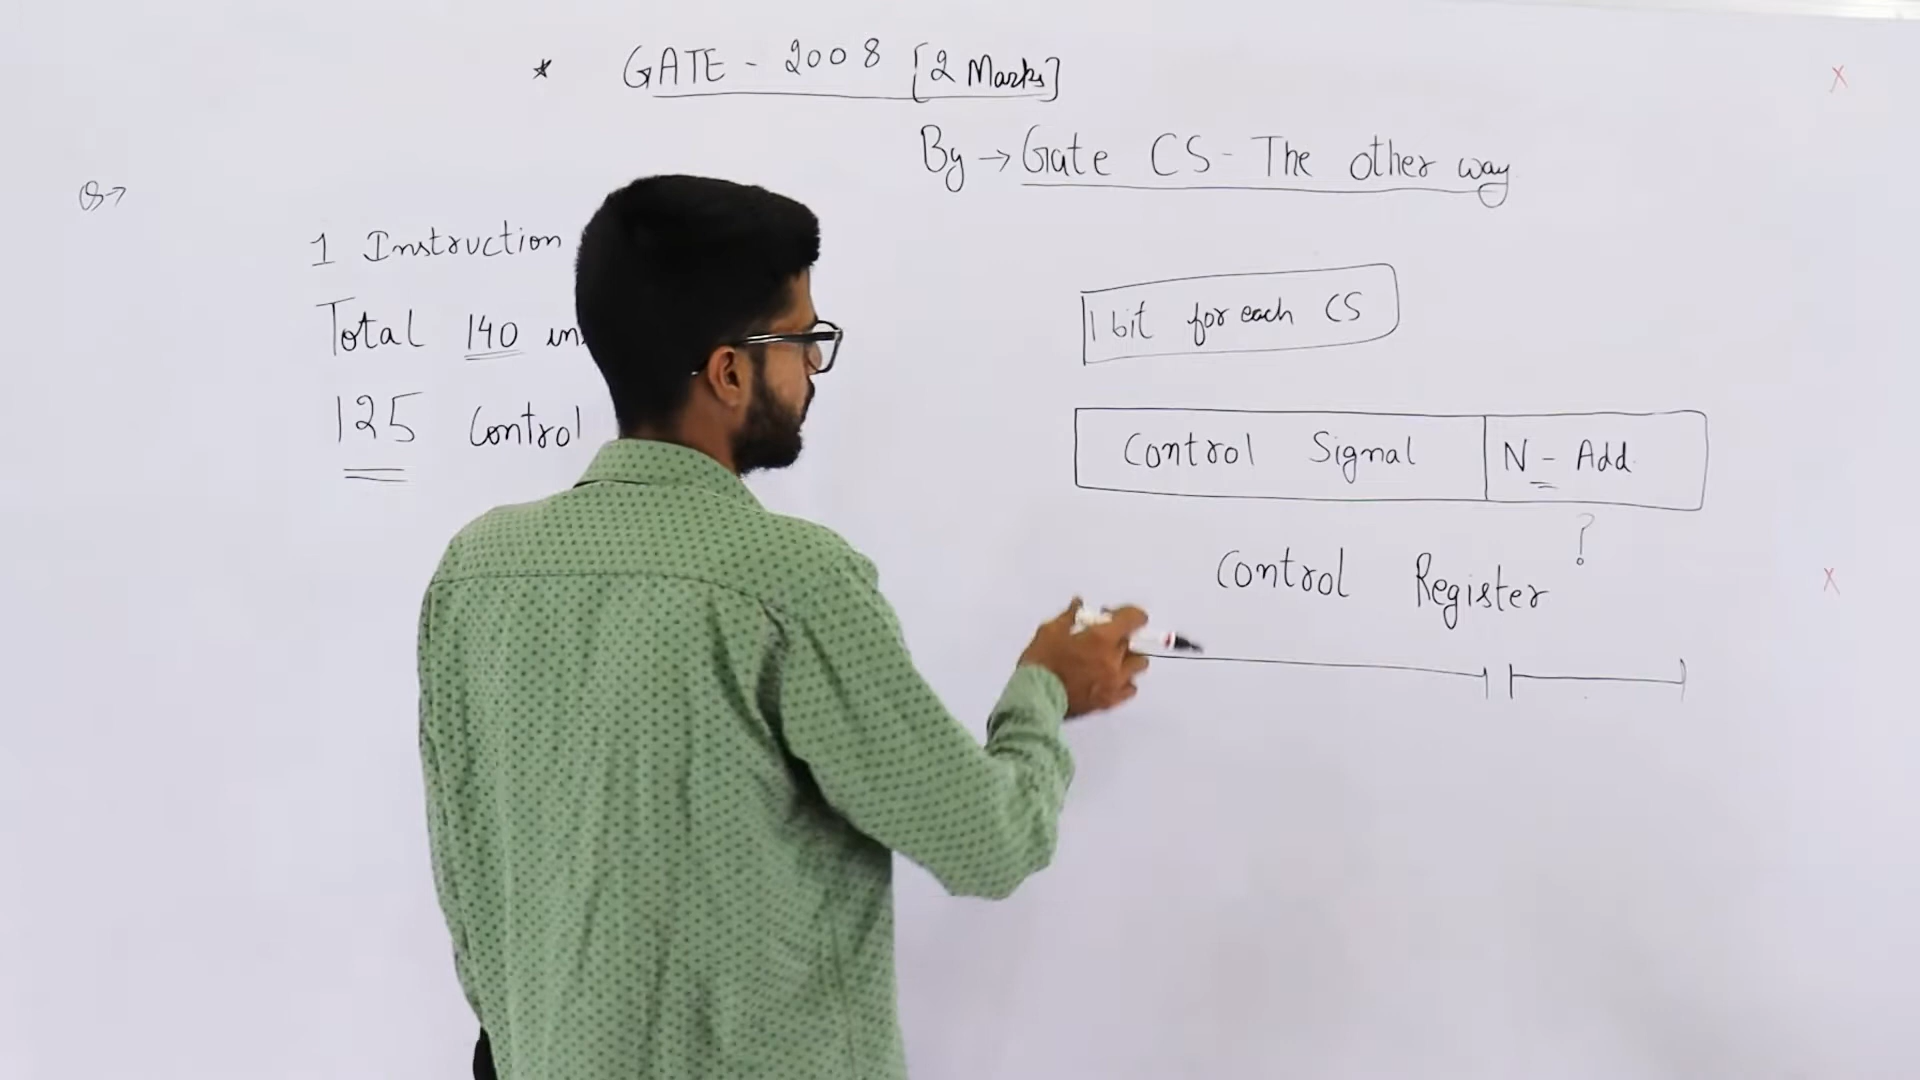 * GATE - 2008 [2 Marks]
By → Gate CS - The other way
Q →
1 Instruction
Total 140 ins
125 Control
1 bit for each CS
Control Signal N - Add
?
Control Register
X
X